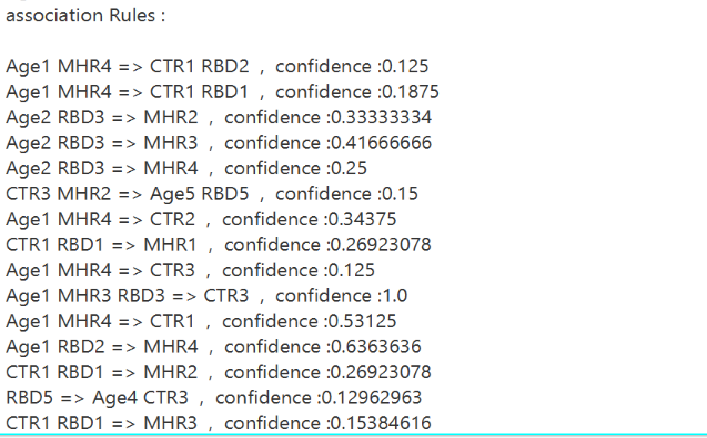 association Rules :
Age1 MHR4 => CTR1 RBD2 , confidence :0.125
Age1 MHR4 => CTR1 RBD1 , confidence :0.1875
Age2 RBD3 => MHR2 , confidence :0.33333334
Age2 RBD3 => MHR3 , confidence :0.41666666
Age2 RBD3 => MHR4 , confidence :0.25
CTR3 MHR2 => Age5 RBD5 , confidence :0.15
Age1 MHR4 => CTR2 , confidence :0.34375
CTR1 RBD1 => MHR1 , confidence :0.26923078
Age1 MHR4 => CTR3 , confidence :0.125
Age1 MHR3 RBD3 => CTR3 , confidence :1.0
Age1 MHR4 => CTR1 , confidence :0.53125
Age1 RBD2 => MHR4 , confidence :0.6363636
CTR1 RBD1 => MHR2 , confidence :0.26923078
RBD5 => Age4 CTR3 , confidence :0.12962963
CTR1 RBD1 => MHR3 , confidence :0.15384616